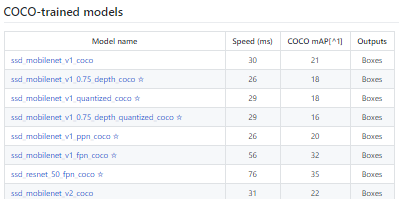 COCO-trained models
Model name Speed (ms) COCO mAP[^1] Outputs
ssd_mobilenet_v1_coco 30 21 Boxes
ssd_mobilenet_v1_0.75_depth_coco ☆ 26 18 Boxes
ssd_mobilenet_v1_quantized_coco ☆ 29 18 Boxes
ssd_mobilenet_v1_0.75_depth_quantized_coco ☆ 29 16 Boxes
ssd_mobilenet_v1_ppn_coco ☆ 26 20 Boxes
ssd_mobilenet_v1_fpn_coco ☆ 56 32 Boxes
ssd_resnet_50_fpn_coco ☆ 76 35 Boxes
ssd_mobilenet_v2_coco 31 22 Boxes